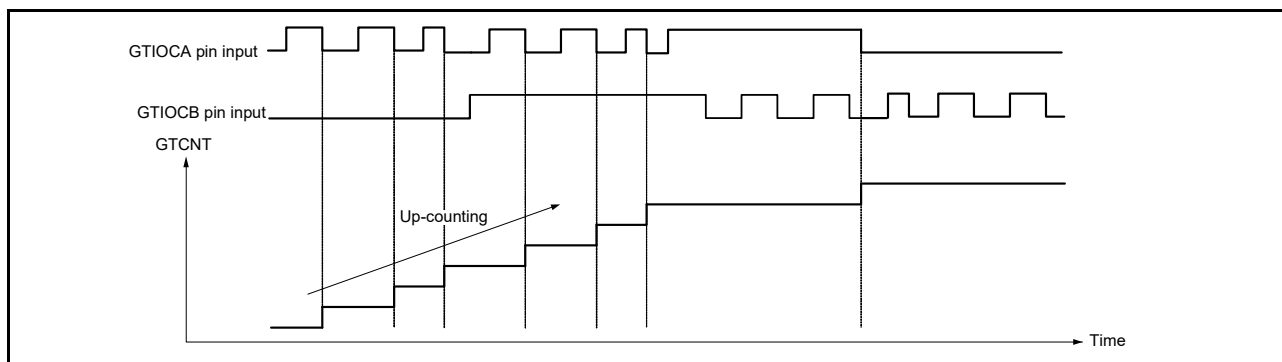 GTIOCA pin input
GTIOCB pin input
GTCNT
Up-counting
Time